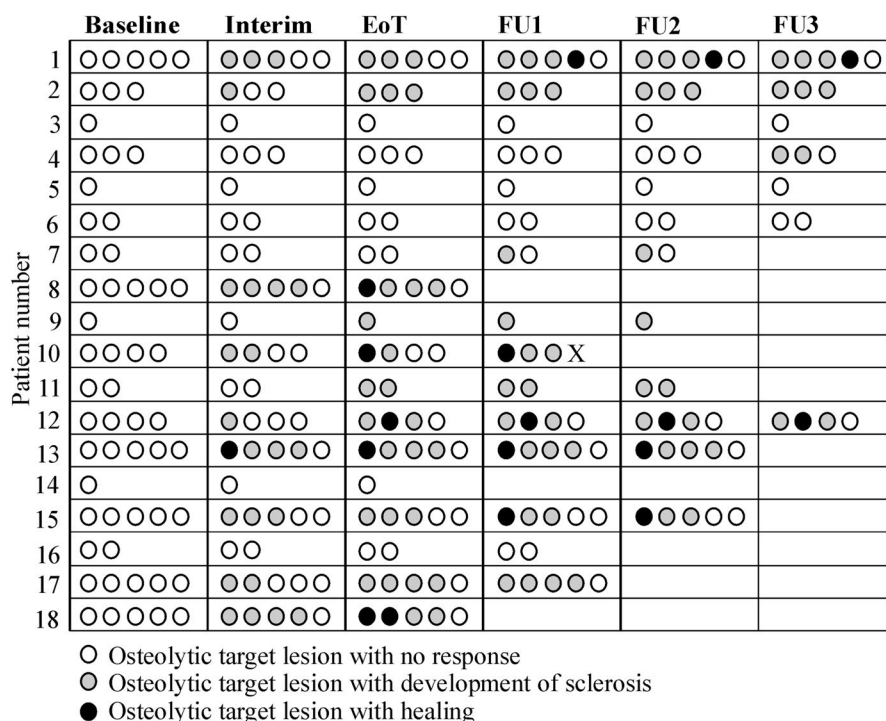 Baseline Interim EoT FU1 FU2 FU3
Patient number
1
2
3
4
5
6
7
8
9
10 X
11
12
13
14
15
16
17
18
Osteolytic target lesion with no response
Osteolytic target lesion with development of sclerosis
Osteolytic target lesion with healing